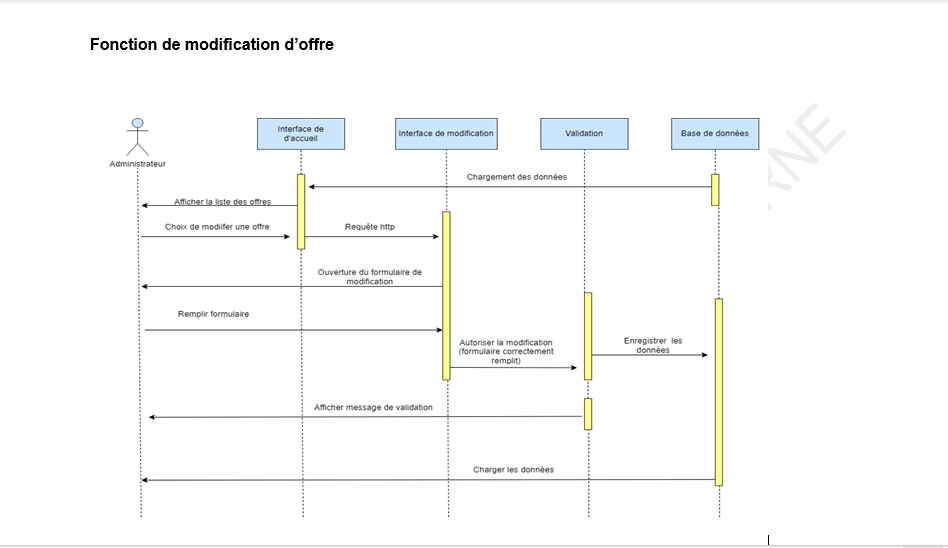 Fonction de modification d’offre
Interface de
d'accueil
Interface de modification
Validation
Base de données
Administrateur
Chargement des données
Afficher la liste des offres
Choix de modiifer une offre
Requête http
Ouverture du formulaire de
modification
Remplir formulaire
Autoriser la modification
(formulaire correctement
remplit)
Enregistrer les
données
Afficher message de validation
Charger les données